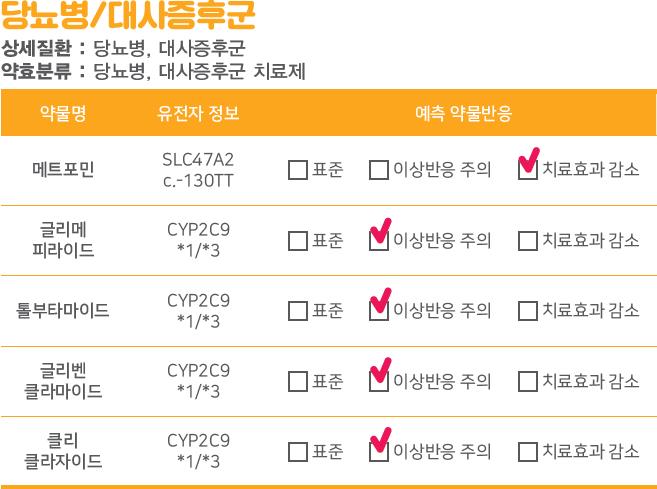 당뇨병/대사증후군
상세질환 : 당뇨병, 대사증후군
약효분류 : 당뇨병, 대사증후군 치료제
약물명 유전자 정보 예측 약물반응
메트포민 SLC47A2 c.-130TT 표준 이상반응 주의 치료효과 감소
글리메 피라이드 CYP2C9 *1/*3 표준 이상반응 주의 치료효과 감소
톨부타마이드 CYP2C9 *1/*3 표준 이상반응 주의 치료효과 감소
글리벤 클라마이드 CYP2C9 *1/*3 표준 이상반응 주의 치료효과 감소
클리 클라자이드 CYP2C9 *1/*3 표준 이상반응 주의 치료효과 감소